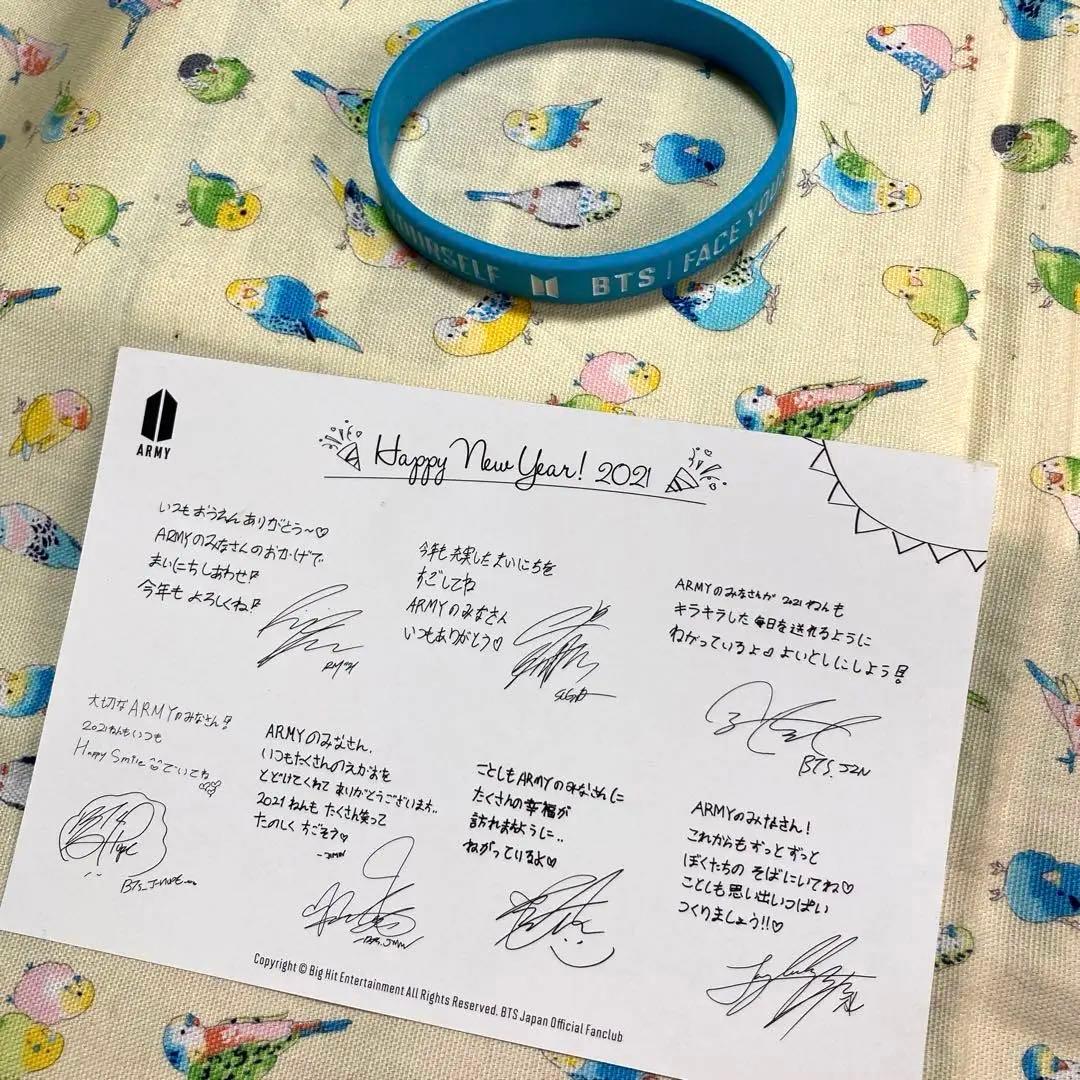 OURSELF BTS | FACE YOU
ARMY
Happy New Year! 2021
いつもおうえんありがとう〜♡
ARMYのみなさんのおかげで
まいにちしあわせ!
今年もよろしくね!
RM
今年も充実したまいにちを
すごしてね
ARMYのみなさん
いつもありがとう♡
SUGA
ARMYのみなさんが 2021ねんも
キラキラした毎日を送れるように
ねがっているよ よいとしにしよう!
BTS. JIN
大切なARMYのみなさん!
2021ねんもいつも
Happy Smileでいてね
BTS_J-HOPE
ARMYのみなさん、
いつもたくさんのえがおを
とどけてくれて ありがとうございます..
2021ねんも たくさん笑って
たのしく すごそう♡
-JIMIN
BTS. JIMIN
ことしもARMYのみなさんに
たくさんの幸福が
訪れますように..
ねがっているよ♡
ARMYのみなさん!
これからもずっとずっと
ぼくたちの そばにいてね♡
ことしも思い出いっぱい
つくりましょう!!♡
Copyright © Big Hit Entertainment All Rights Reserved. BTS Japan Official Fanclub